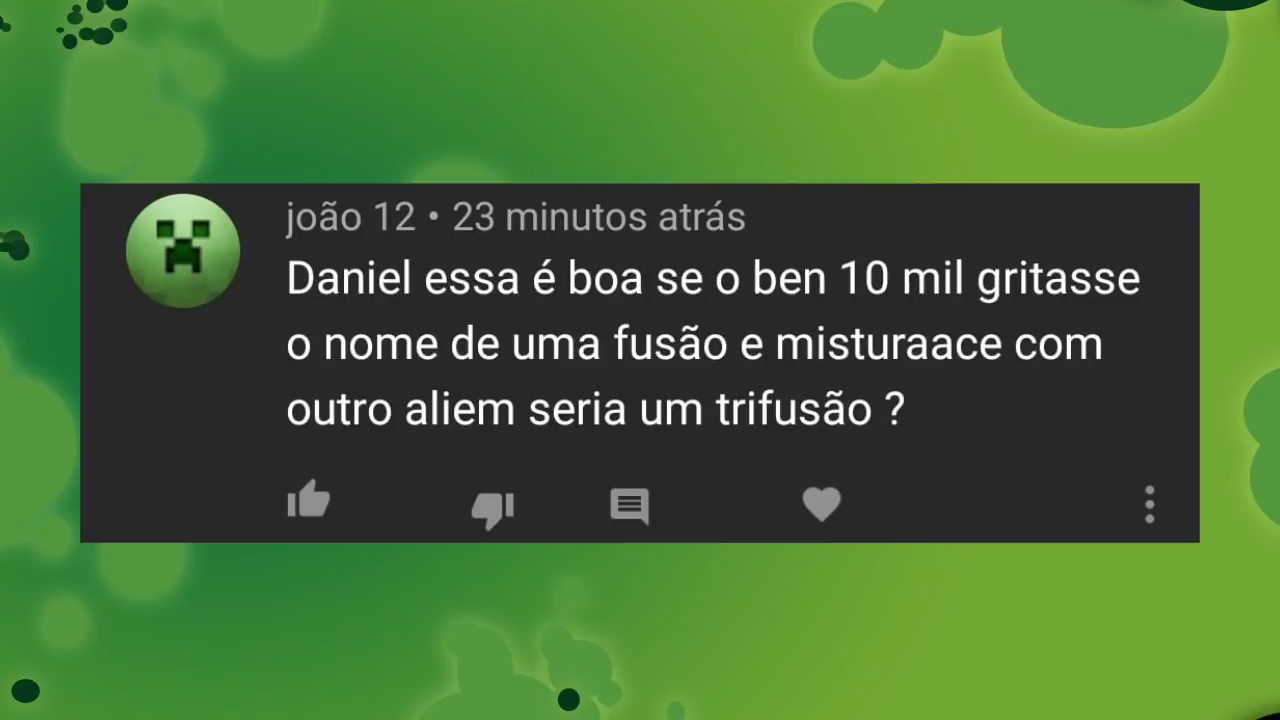 joão 12 • 23 minutos atrás
Daniel essa é boa se o ben 10 mil gritasse
o nome de uma fusão e misturaace com
outro aliem seria um trifusão ?